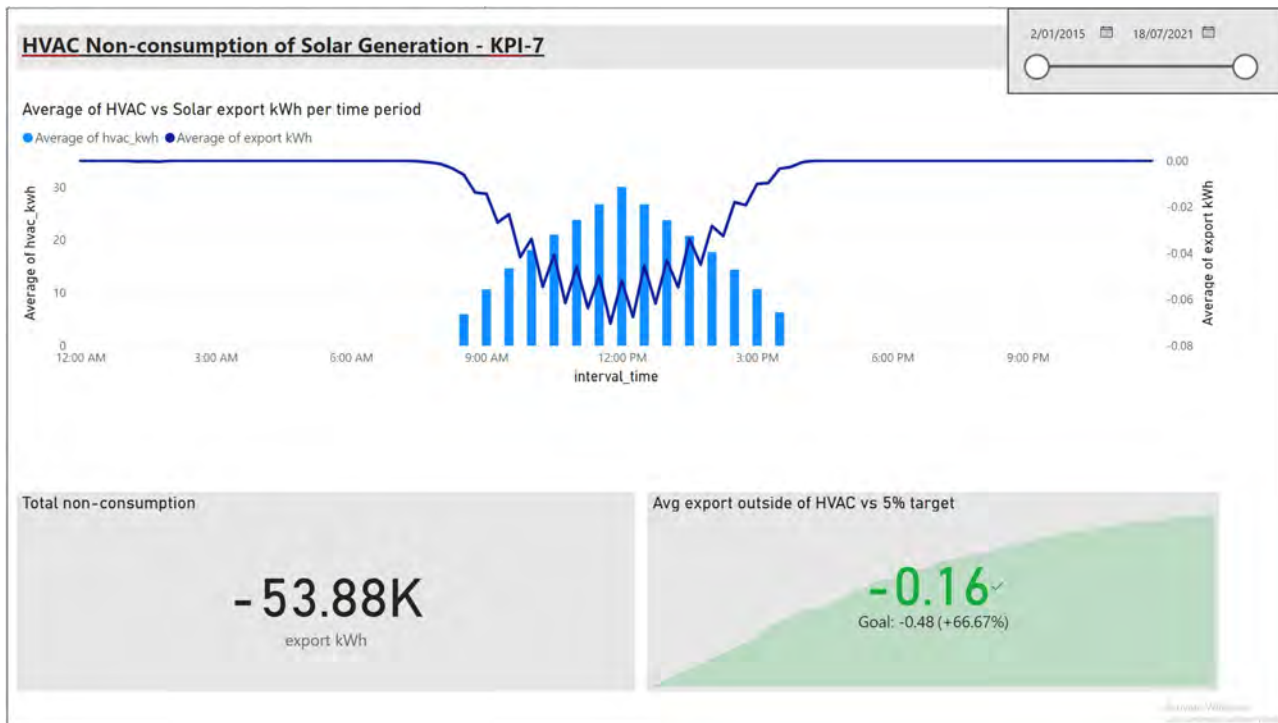 HVAC Non-consumption of Solar Generation - KPI-7
2/01/2015 18/07/2021
Average of HVAC vs Solar export kWh per time period
Average of hvac_kwh Average of export kWh
Average of hvac_kwh
30
20
10
0
0.00
-0.02
-0.04
-0.06
-0.08
Average of export kWh
12:00 AM 3:00 AM 6:00 AM 9:00 AM 12:00 PM 3:00 PM 6:00 PM 9:00 PM
interval_time
Total non-consumption
-53.88K
export kWh
Avg export outside of HVAC vs 5% target
-0.16
Goal: -0.48 (+66.67%)
Activate Windows